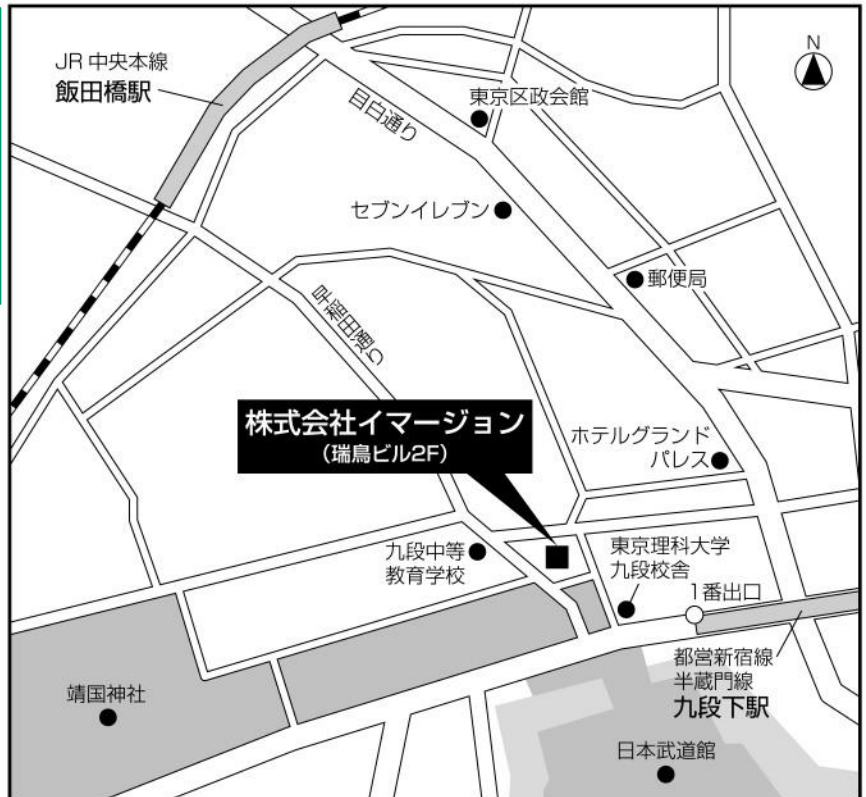 JR 中央本線
飯田橋駅
N
目白通り
東京区政会館
セブンイレブン
郵便局
早稲田通り
株式会社イマージョン
(瑞鳥ビル2F)
ホテルグランド
パレス
九段中等
教育学校
東京理科大学
九段校舎
1番出口
都営新宿線
半蔵門線
九段下駅
靖国神社
日本武道館